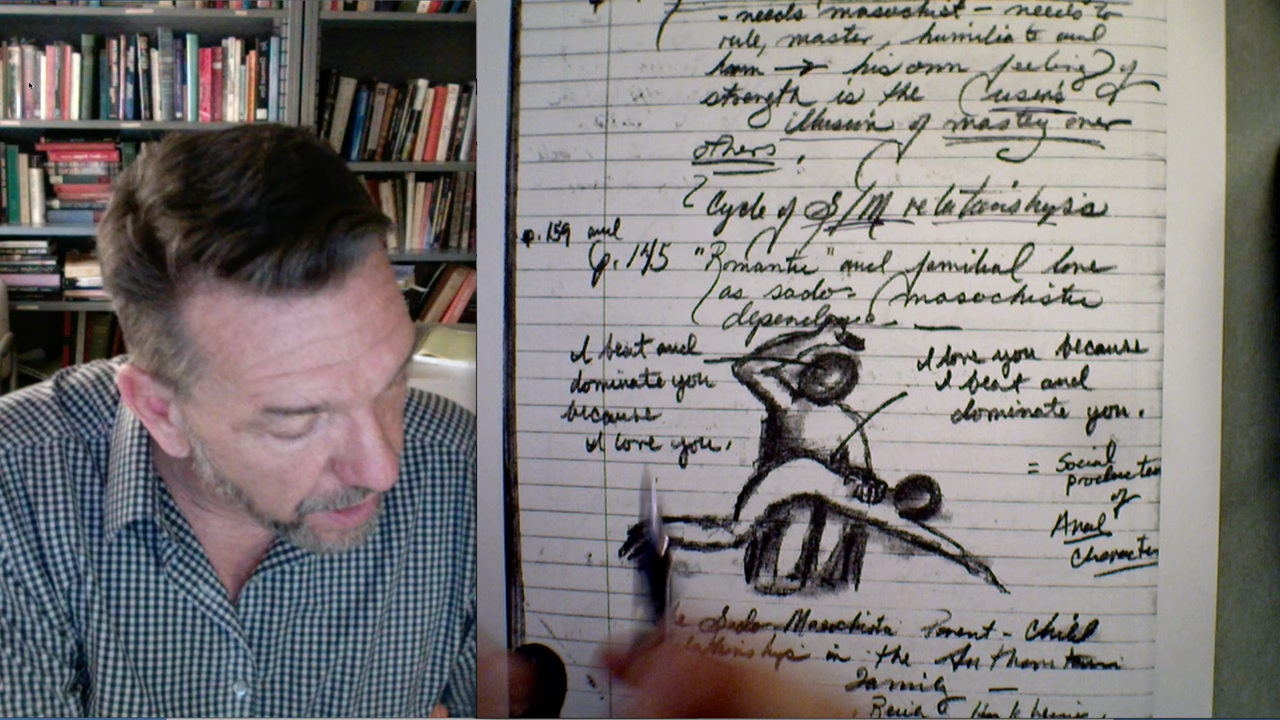 - needs masochist - needs to
rule, master, humiliate and
harm → his own feeling of
strength is the
illusion of mastery over
others.
Cycle of S/M relationships
p. 159 and
p. 145 "Romantic" and familial love
as sado-masochistic
dependency. —
I beat and
dominate you
because
I love you.
I love you because
I beat and
dominate you.
= Social
production
of
Anal
Character
Sado-Masochistic Parent-Child
in the Authoritarian
Family —